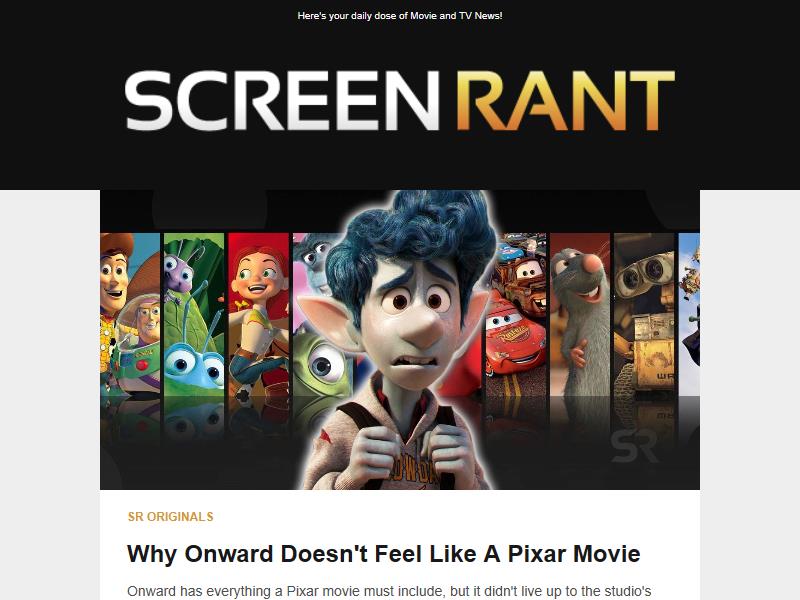 Here's your daily dose of Movie and TV News!
SCREEN RANT
SR
SR ORIGINALS
Why Onward Doesn't Feel Like A Pixar Movie
Onward has everything a Pixar movie must include, but it didn't live up to the studio's